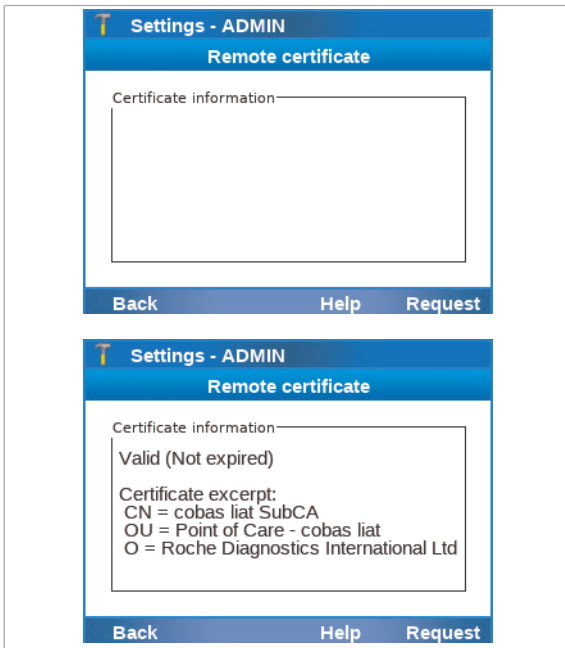 Settings - ADMIN
Remote certificate
Certificate information
Back Help Request
Settings - ADMIN
Remote certificate
Certificate information
Valid (Not expired)
Certificate excerpt:
CN = cobas liat SubCA
OU = Point of Care - cobas liat
O = Roche Diagnostics International Ltd
Back Help Request